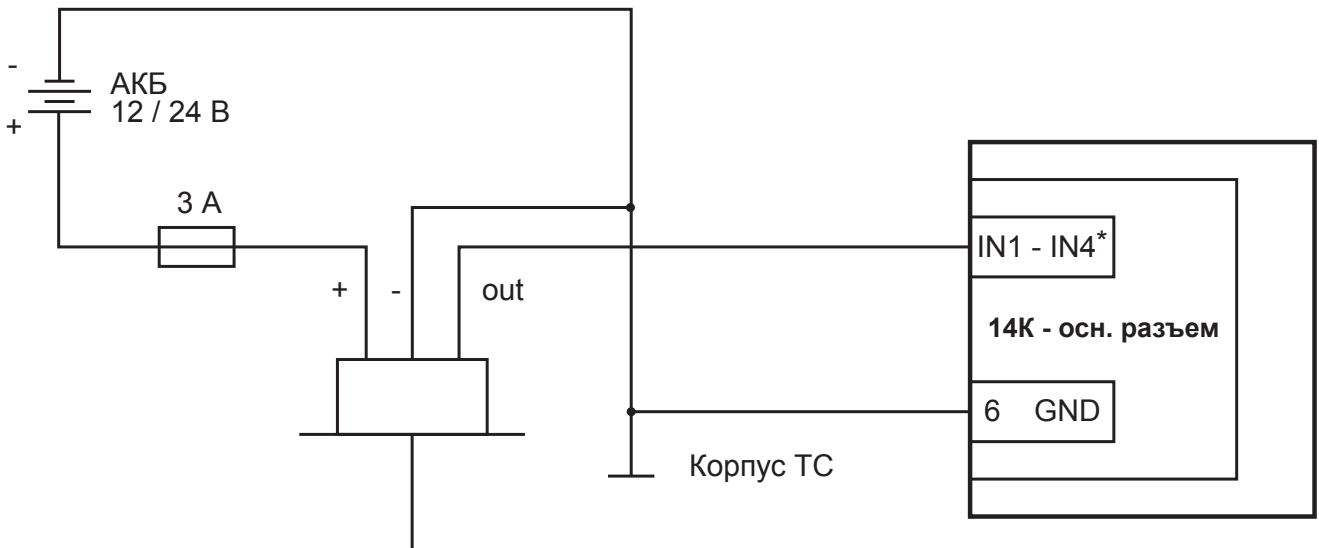 -
АКБ
12 / 24 В
+
3 А
IN1 - IN4*
+
-
out
14К - осн. разъем
6 GND
Корпус ТС